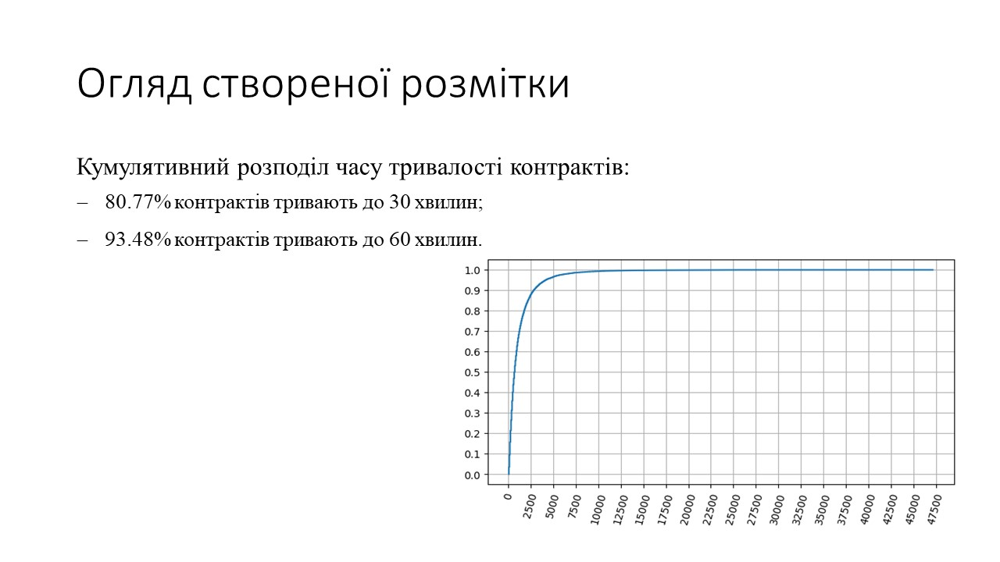 Огляд створеної розмітки
Кумулятивний розподіл часу тривалості контрактів:
– 80.77% контрактів тривають до 30 хвилин;
– 93.48% контрактів тривають до 60 хвилин.
1.0
0.9
0.8
0.7
0.6
0.5
0.4
0.3
0.2
0.1
0.0
0 2500 5000 7500 10000 12500 15000 17500 20000 22500 25000 27500 30000 32500 35000 37500 40000 42500 45000 47500